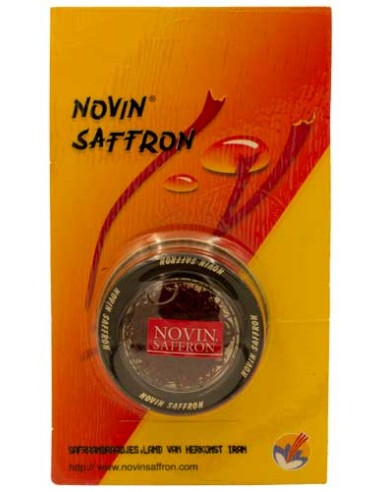 NOVIN®
SAFFRON
NOVIN SAFFRON
NOVIN SAFFRON
NOVIN SAFFRON
NOVIN SAFFRON
NOVIN
SAFFRON
SAFRAANDRAADJES,LAND VAN HERKOMST IRAN
http://www.novinsaffron.com